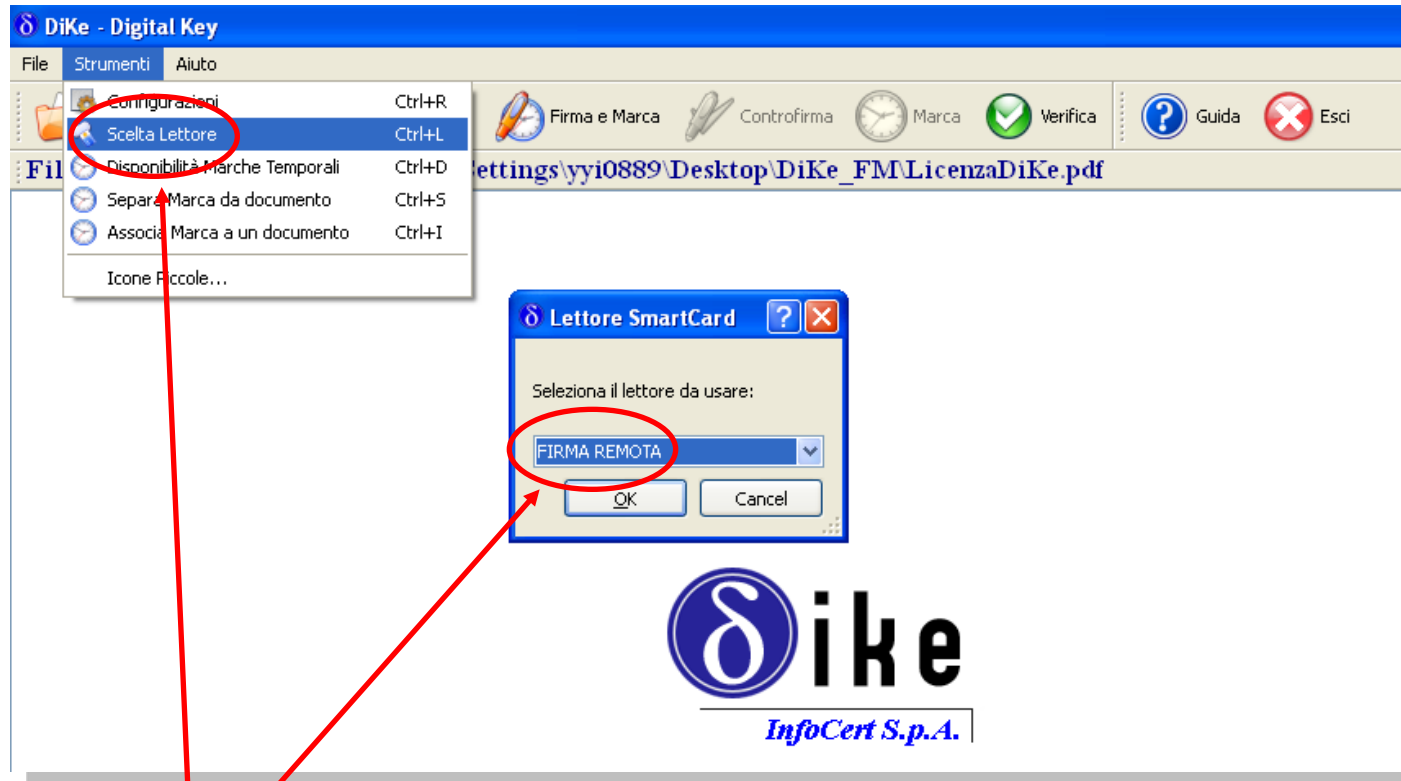 δ DiKe - Digital Key
File Strumenti Aiuto
Configurazioni Ctrl+R
Scelta Lettore Ctrl+L
Disponibilità Marche Temporali Ctrl+D
Separa Marca da documento Ctrl+S
Associa Marca a un documento Ctrl+I
Icone Piccole...
Firma e Marca Controfirma Marca Verifica ? Guida Esci
Fil ettings\yyi0889\Desktop\DiKe_FM\LicenzaDiKe.pdf
δ Lettore SmartCard ?
Seleziona il lettore da usare:
FIRMA REMOTA
OK Cancel
δike
InfoCert S.p.A.